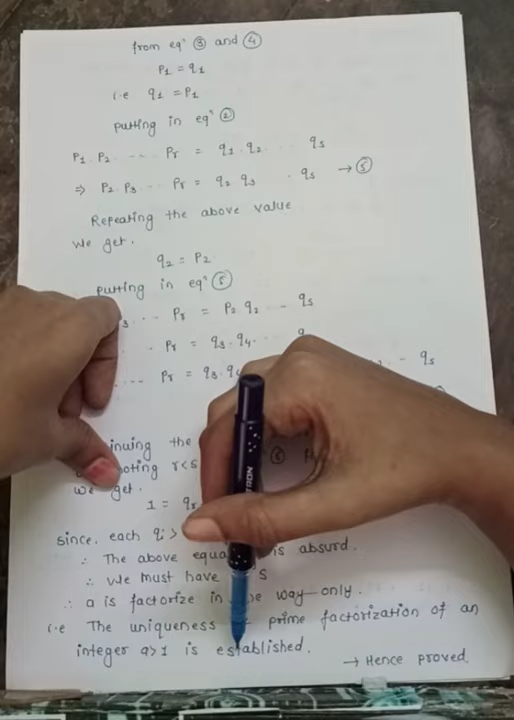 from eqⁿ ③ and ④
P₁ = q₁
i.e q₁ = P₁
putting in eqⁿ ②
P₁ . P₂ ---- Pᵣ = q₁ . q₂ . . . qₛ
⇒ P₂ . P₃ . . . Pᵣ = q₂ q₃ . qₛ → ⑤
Repeating the above value
we get.
q₂ = P₂
putting in eqⁿ ⑤
₃ . . . Pᵣ = P₂ q₂ . . - qₛ
. Pᵣ = q₃ . q₄ . . .
.... Pᵣ = q₃ . - qₛ
inuing the
oting r<s
we get.
1 =
since, each qᵢ >
∴ The above equa is absurd.
∴ we must have s
∴ a is factorize in way only.
i.e The uniqueness prime factorization of an
integer a>1 is established.
→ Hence proved.